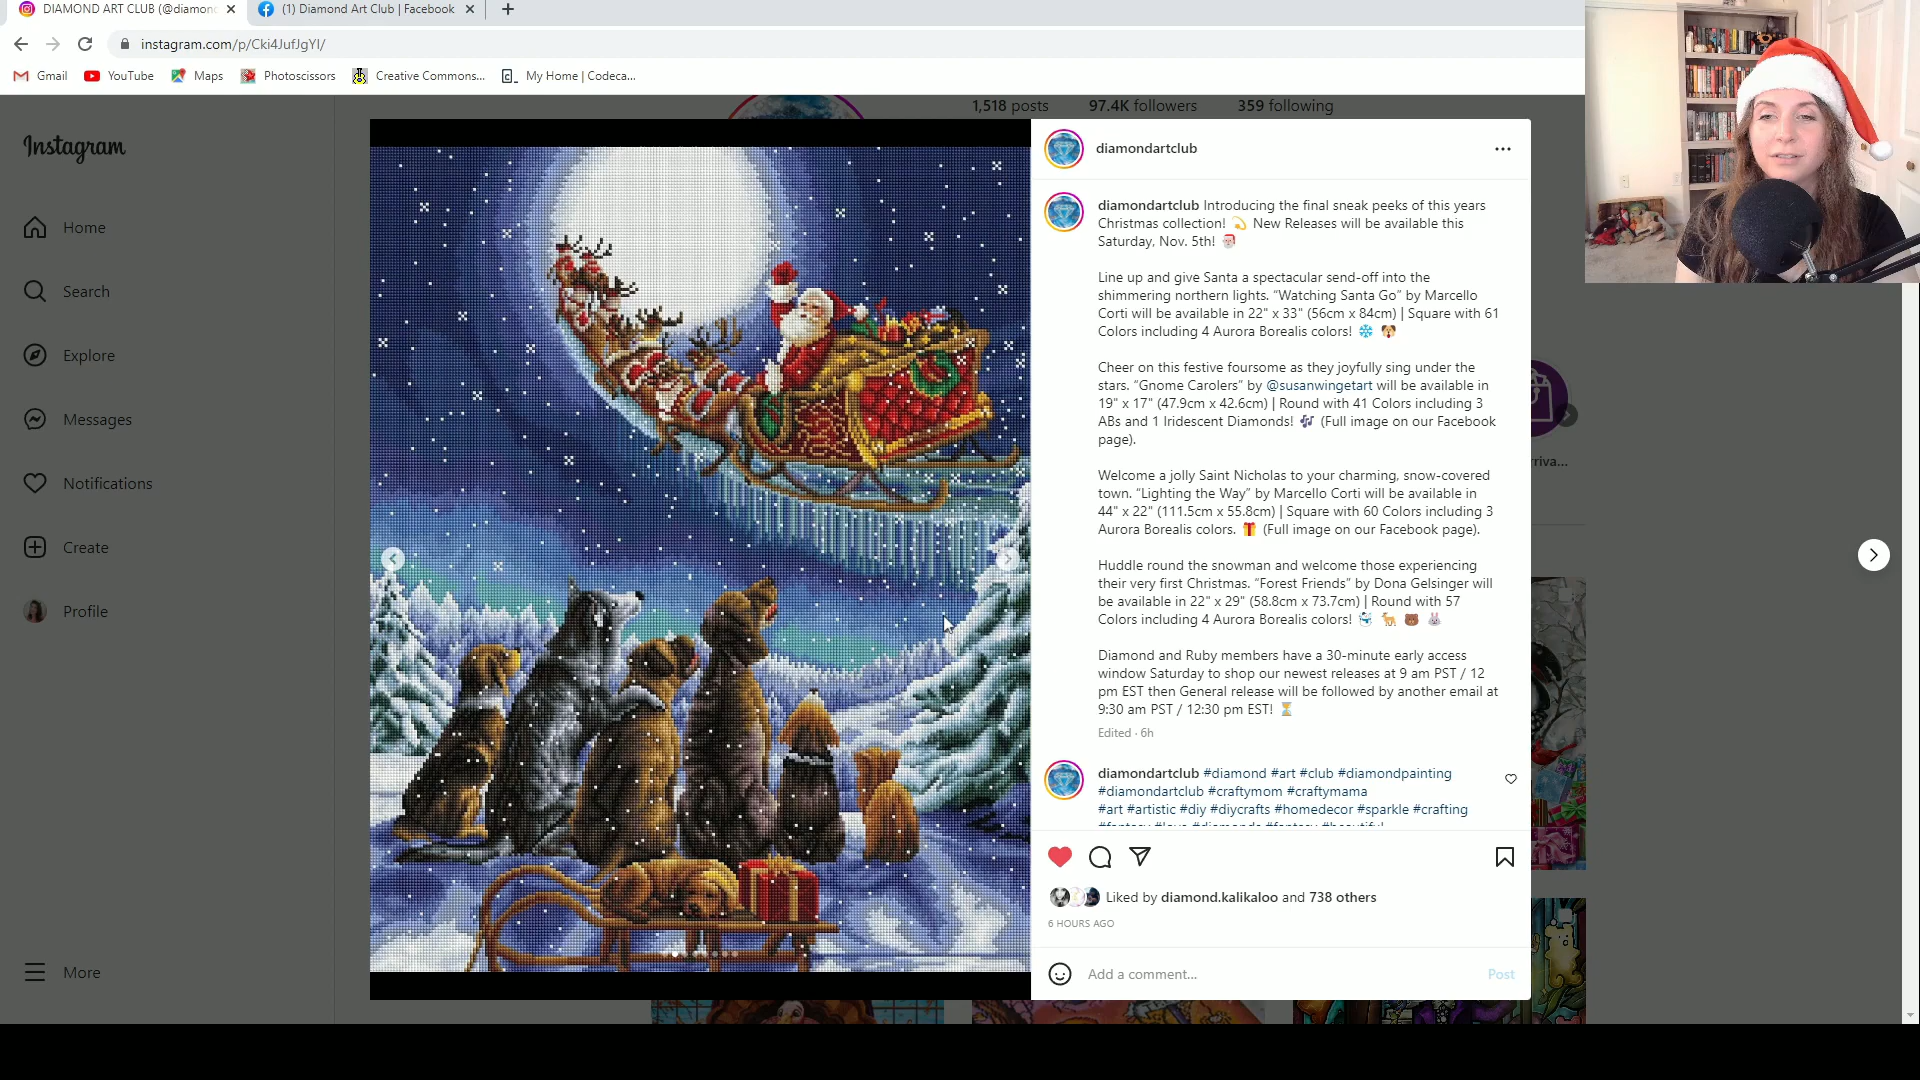 DIAMOND ART CLUB (@diamon
(1) Diamond Art Club | Facebook
instagram.com/p/Cki4JufJgYI/
Gmail
YouTube
Maps
Photoscissors
Creative Commons...
My Home | Codeca...
1,518 posts
97.4K followers
359 following
Instagram
Home
Search
Explore
Messages
Notifications
Create
Profile
More
diamondartclub
diamondartclub Introducing the final sneak peeks of this years
Christmas collection! 💫 New Releases will be available this
Saturday, Nov. 5th! 🎅
Line up and give Santa a spectacular send-off into the
shimmering northern lights. "Watching Santa Go" by Marcello
Corti will be available in 22" x 33" (56cm x 84cm) | Square with 61
Colors including 4 Aurora Borealis colors! ❄️ 🐶
Cheer on this festive foursome as they joyfully sing under the
stars. "Gnome Carolers" by @susanwingetart will be available in
19" x 17" (47.9cm x 42.6cm) | Round with 41 Colors including 3
ABs and 1 Iridescent Diamonds! 🎶 (Full image on our Facebook
page).
Welcome a jolly Saint Nicholas to your charming, snow-covered
town. "Lighting the Way" by Marcello Corti will be available in
44" x 22" (111.5cm x 55.8cm) | Square with 60 Colors including 3
Aurora Borealis colors. 🎁 (Full image on our Facebook page).
Huddle round the snowman and welcome those experiencing
their very first Christmas. "Forest Friends" by Dona Gelsinger will
be available in 22" x 29" (58.8cm x 73.7cm) | Round with 57
Colors including 4 Aurora Borealis colors! ⛄ 🦌 🐻 🐰
Diamond and Ruby members have a 30-minute early access
window Saturday to shop our newest releases at 9 am PST / 12
pm EST then General release will be followed by another email at
9:30 am PST / 12:30 pm EST! ⏳
Edited · 6h
diamondartclub #diamond #art #club #diamondpainting
#diamondartclub #craftymom #craftymama
#art #artistic #diy #diycrafts #homedecor #sparkle #crafting
Liked by diamond.kalikaloo and 738 others
6 HOURS AGO
Add a comment...
Post
rriva...